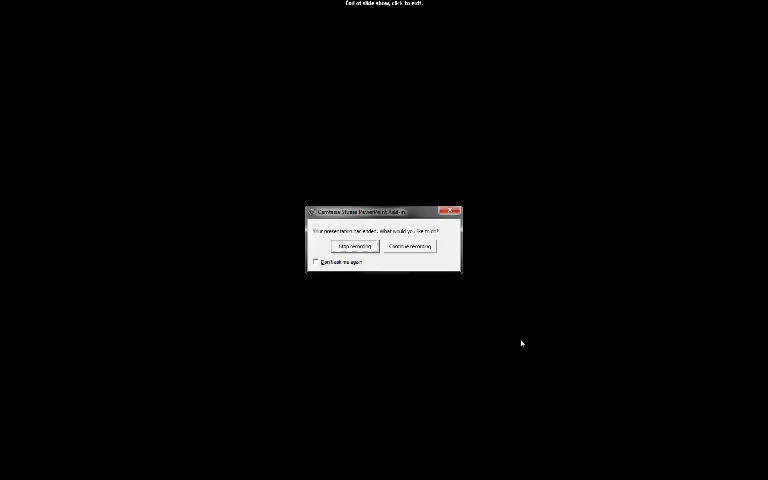 End of slide show, click to exit.
Camtasia Studio PowerPoint Add-in
Your presentation has ended. What would you like to do?
Stop recording
Continue recording
Don't ask me again